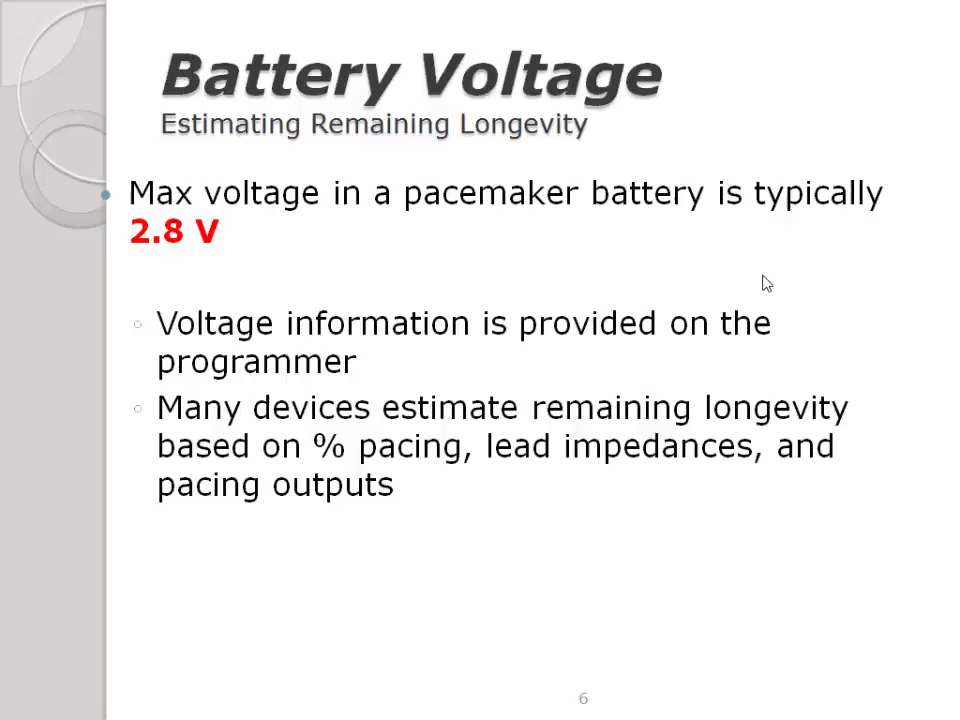 Battery Voltage
Estimating Remaining Longevity
Max voltage in a pacemaker battery is typically
2.8 V
Voltage information is provided on the
programmer
Many devices estimate remaining longevity
based on % pacing, lead impedances, and
pacing outputs
6